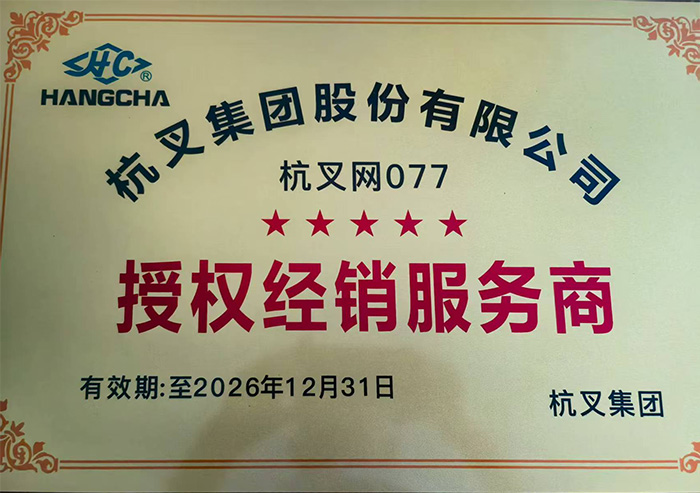 HC®
HANGCHA
杭叉集团股份有限公司
杭叉网077
★★★★★
授权经销服务商
有效期:至2026年12月31日
杭叉集团